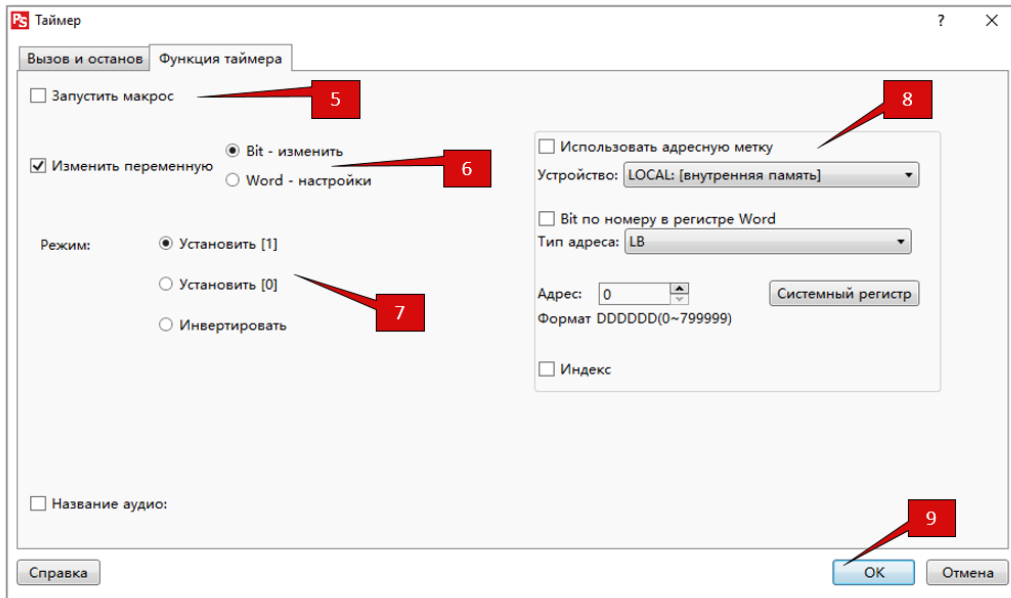 PS Таймер ?
Вызов и останов Функция таймера
Запустить макрос
5
8
Изменить переменную
Bit - изменить
Word - настройки
6
Использовать адресную метку
Устройство: LOCAL: [внутренняя память]
Bit по номеру в регистре Word
Тип адреса: LB
Режим:
Установить [1]
Установить [0]
Инвертировать
7
Адрес: 0 Системный регистр
Формат DDDDDD(0~799999)
Индекс
Название аудио:
9
Справка OK Отмена